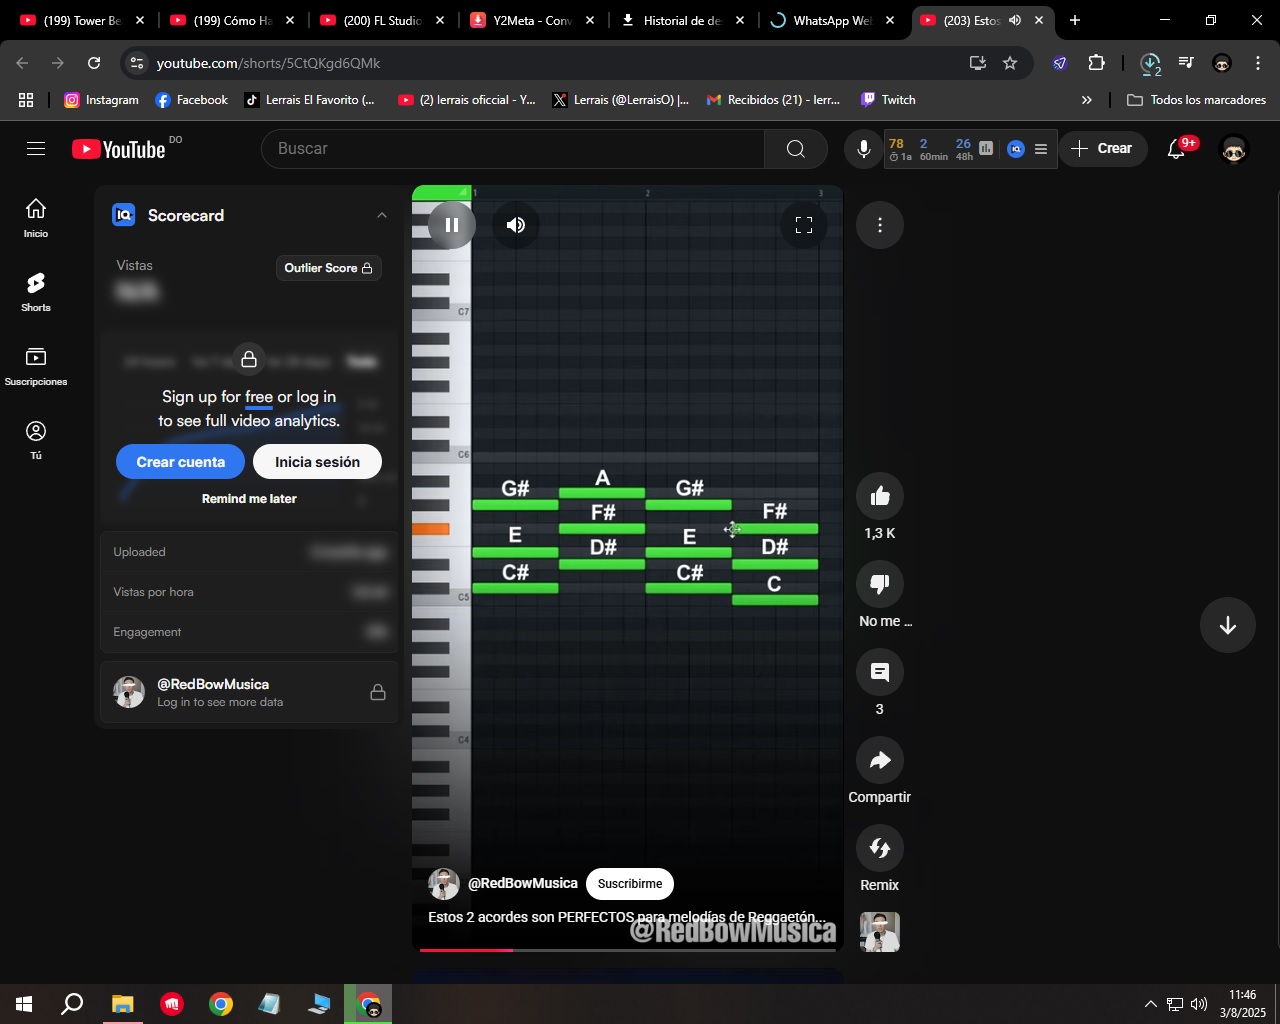 (199) Tower Be
(199) Cómo Ha
(200) FL Studio
Y2Meta - Conv
Historial de de
WhatsApp Web
(203) Estos
youtube.com/shorts/5CtQKgd6QMk
2
Instagram
Facebook
Lerrais El Favorito (...
(2) lerrais oficcial - Y...
Lerrais (@LerraisO) |...
Recibidos (21) - lerr...
Twitch
Todos los marcadores
YouTube DO
Buscar
78 2 26
1a 60min 48h
Crear
9+
Inicio
Shorts
Suscripciones
Tú
Scorecard
Vistas
Outlier Score
Sign up for free or log in
to see full video analytics.
Crear cuenta
Inicia sesión
Remind me later
Uploaded
Vistas por hora
Engagement
@RedBowMusica
Log in to see more data
1 2 3
C7
C6
G# A G#
F# F#
E E
D# D#
C# C# C
C5
C4
@RedBowMusica
Suscribirme
Estos 2 acordes son PERFECTOS para melodías de Reggaetón...
@RedBowMusica
1,3 K
No me ...
3
Compartir
Remix
11:46
3/8/2025